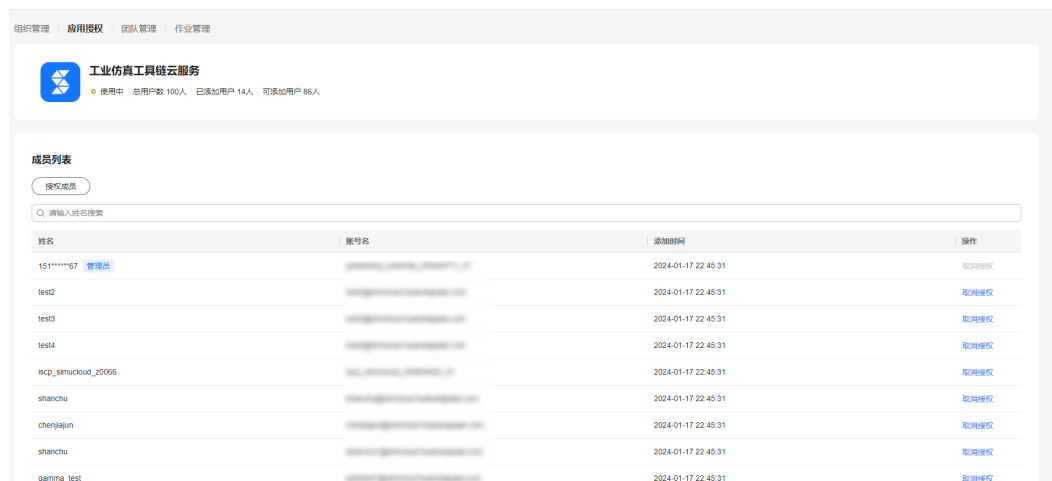 组织管理 应用授权 团队管理 作业管理
工业仿真工具链云服务
使用中 总用户数 100人 已添加用户 14人 可添加用户 86人
成员列表
授权成员
请输入姓名搜索
姓名 账号名 添加时间 操作
151******67 管理员 2024-01-17 22:45:31 取消授权
test2 2024-01-17 22:45:31 取消授权
test3 2024-01-17 22:45:31 取消授权
test4 2024-01-17 22:45:31 取消授权
iscp_simucloud_z0066 2024-01-17 22:45:31 取消授权
shanchu 2024-01-17 22:45:31 取消授权
chenjiajun 2024-01-17 22:45:31 取消授权
shanchu 2024-01-17 22:45:31 取消授权
gamma_test 2024-01-17 22:45:31 取消授权